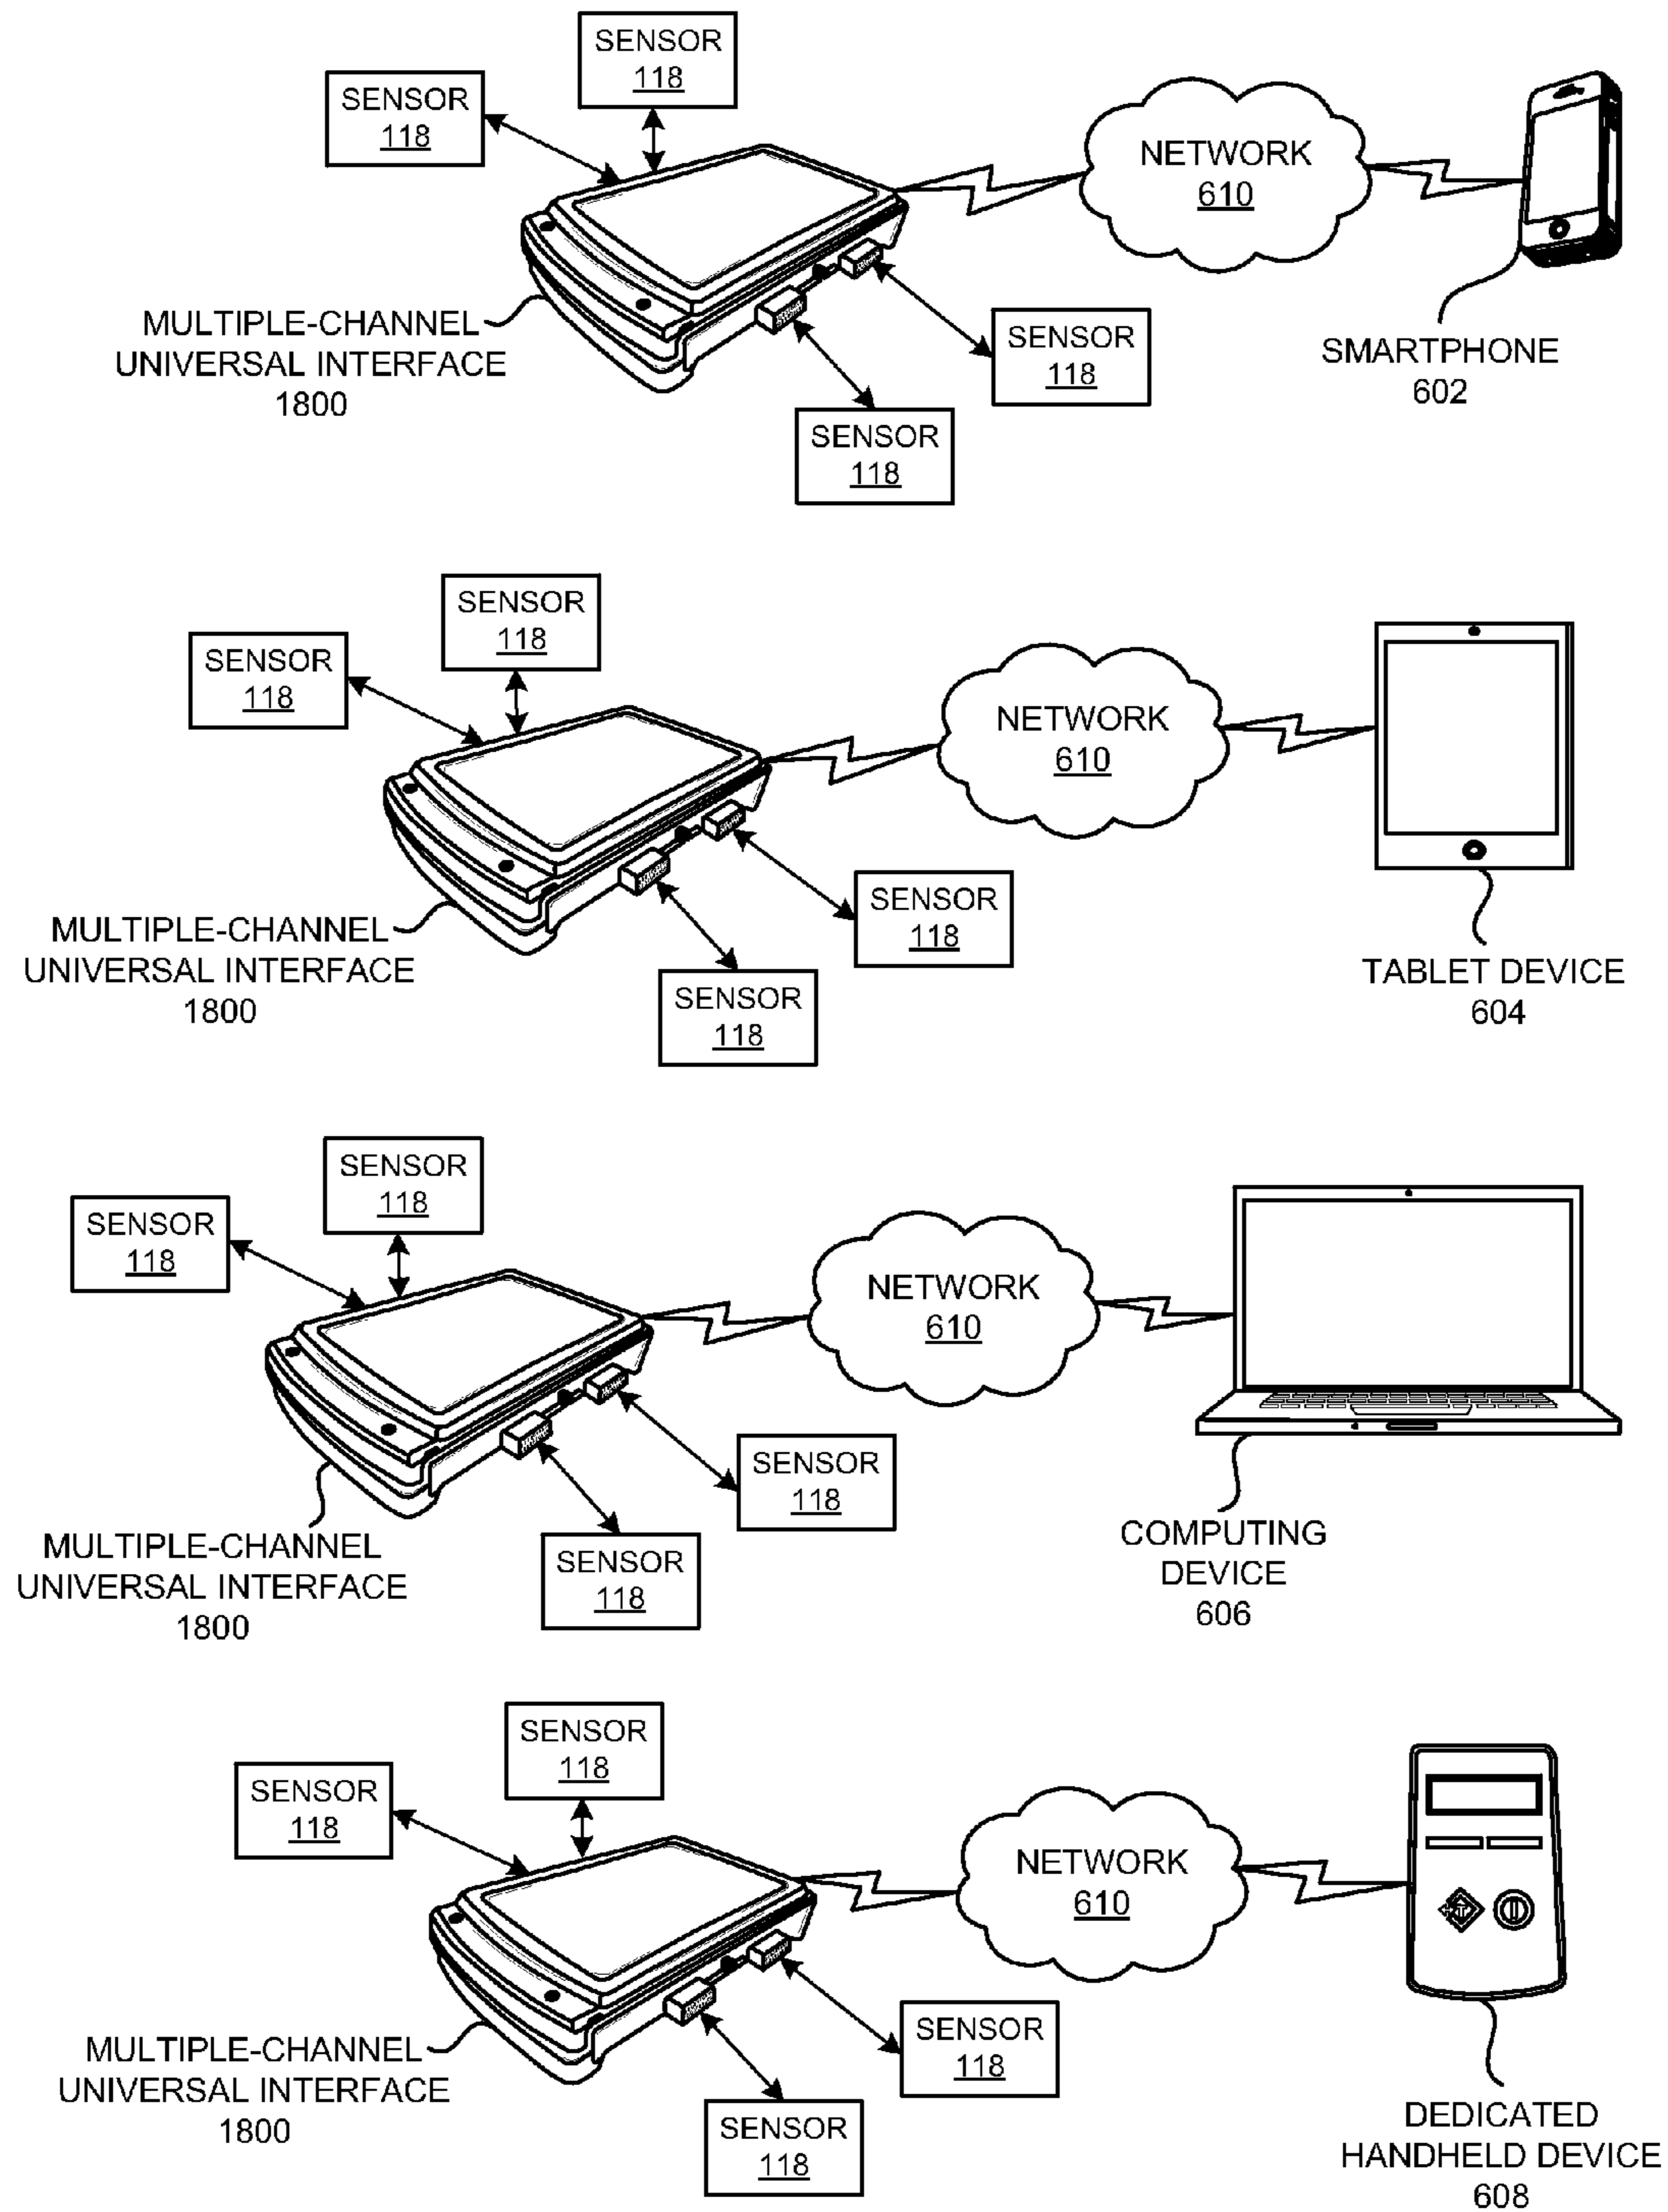 SENSOR
118
SENSOR
118
NETWORK
610
MULTIPLE-CHANNEL
UNIVERSAL INTERFACE
1800
SENSOR
118
SMARTPHONE
602
SENSOR
118
SENSOR
118
SENSOR
118
NETWORK
610
MULTIPLE-CHANNEL
UNIVERSAL INTERFACE
1800
SENSOR
118
SENSOR
118
TABLET DEVICE
604
SENSOR
118
SENSOR
118
NETWORK
610
SENSOR
118
MULTIPLE-CHANNEL
UNIVERSAL INTERFACE
1800
SENSOR
118
COMPUTING
DEVICE
606
SENSOR
118
SENSOR
118
NETWORK
610
MULTIPLE-CHANNEL
UNIVERSAL INTERFACE
1800
SENSOR
118
SENSOR
118
DEDICATED
HANDHELD DEVICE
608